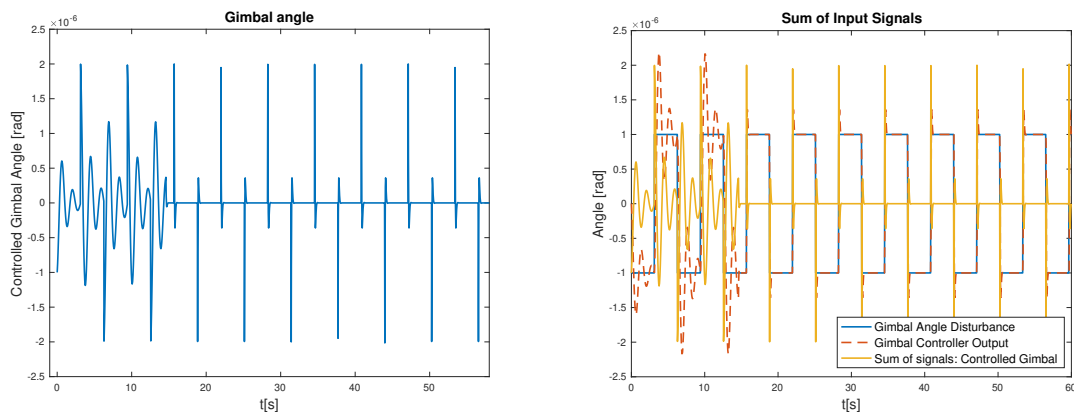 Gimbal angle
×10^-6
2.5
2
1.5
1
0.5
0
-0.5
-1
-1.5
-2
-2.5
Controlled Gimbal Angle [rad]
0 10 20 30 40 50
t[s]
Sum of Input Signals
×10^-6
2.5
2
1.5
1
0.5
0
-0.5
-1
-1.5
-2
-2.5
Angle [rad]
0 10 20 30 40 50 60
t[s]
Gimbal Angle Disturbance
Gimbal Controller Output
Sum of signals: Controlled Gimbal